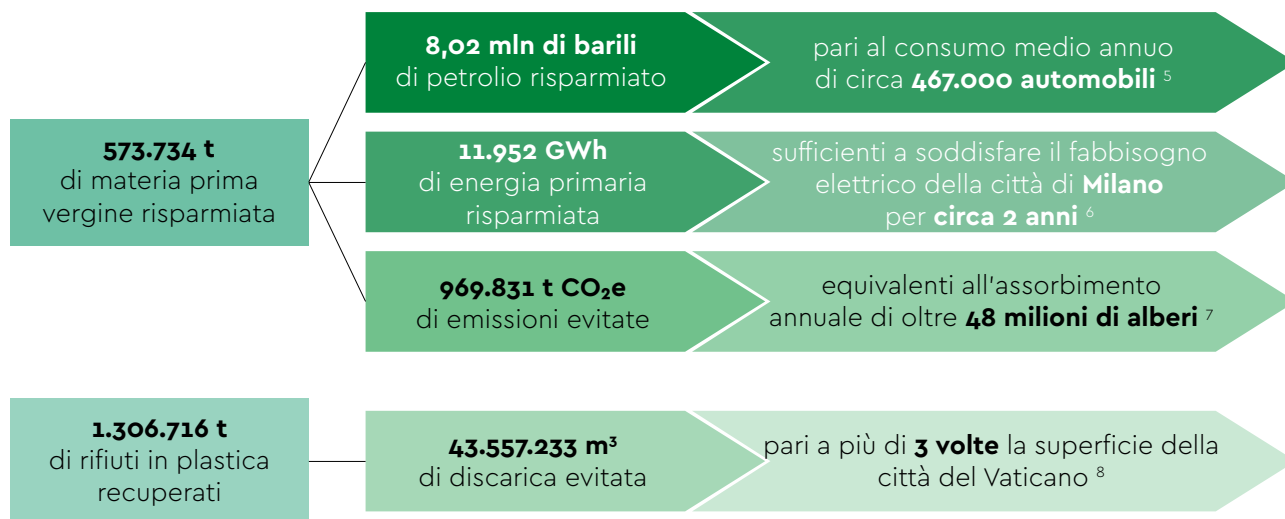 8,02 mln di barili
di petrolio risparmiato
pari al consumo medio annuo
di circa 467.000 automobili ⁵
573.734 t
di materia prima
vergine risparmiata
11.952 GWh
di energia primaria
risparmiata
sufficienti a soddisfare il fabbisogno
elettrico della città di Milano
per circa 2 anni ⁶
969.831 t CO₂e
di emissioni evitate
equivalenti all'assorbimento
annuale di oltre 48 milioni di alberi ⁷
1.306.716 t
di rifiuti in plastica
recuperati
43.557.233 m³
di discarica evitata
pari a più di 3 volte la superficie della
città del Vaticano ⁸